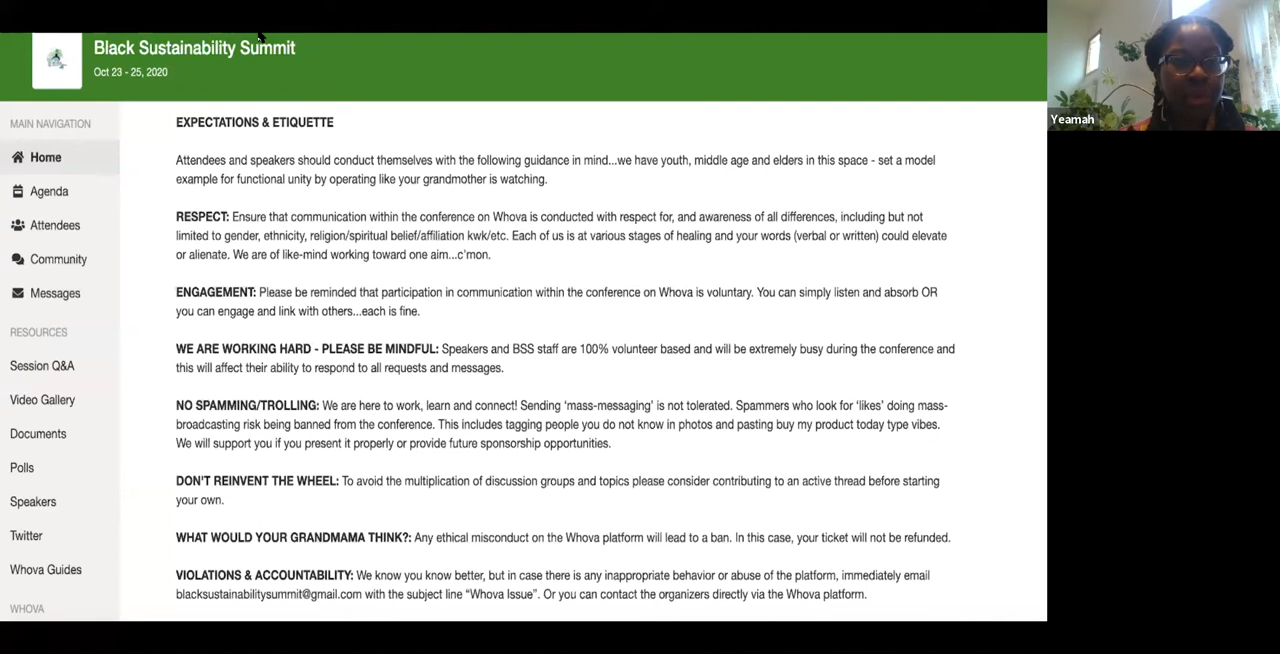 Black Sustainability Summit
Oct 23 - 25, 2020
Yeamah
MAIN NAVIGATION
Home
Agenda
Attendees
Community
Messages
RESOURCES
Session Q&A
Video Gallery
Documents
Polls
Speakers
Twitter
Whova Guides
WHOVA
EXPECTATIONS & ETIQUETTE
Attendees and speakers should conduct themselves with the following guidance in mind...we have youth, middle age and elders in this space - set a model
example for functional unity by operating like your grandmother is watching.
RESPECT: Ensure that communication within the conference on Whova is conducted with respect for, and awareness of all differences, including but not
limited to gender, ethnicity, religion/spiritual belief/affiliation kwk/etc. Each of us is at various stages of healing and your words (verbal or written) could elevate
or alienate. We are of like-mind working toward one aim...c'mon.
ENGAGEMENT: Please be reminded that participation in communication within the conference on Whova is voluntary. You can simply listen and absorb OR
you can engage and link with others...each is fine.
WE ARE WORKING HARD - PLEASE BE MINDFUL: Speakers and BSS staff are 100% volunteer based and will be extremely busy during the conference and
this will affect their ability to respond to all requests and messages.
NO SPAMMING/TROLLING: We are here to work, learn and connect! Sending ‘mass-messaging’ is not tolerated. Spammers who look for ‘likes’ doing mass-
broadcasting risk being banned from the conference. This includes tagging people you do not know in photos and pasting buy my product today type vibes.
We will support you if you present it properly or provide future sponsorship opportunities.
DON'T REINVENT THE WHEEL: To avoid the multiplication of discussion groups and topics please consider contributing to an active thread before starting
your own.
WHAT WOULD YOUR GRANDMAMA THINK?: Any ethical misconduct on the Whova platform will lead to a ban. In this case, your ticket will not be refunded.
VIOLATIONS & ACCOUNTABILITY: We know you know better, but in case there is any inappropriate behavior or abuse of the platform, immediately email
blacksustainabilitysummit@gmail.com with the subject line “Whova Issue”. Or you can contact the organizers directly via the Whova platform.